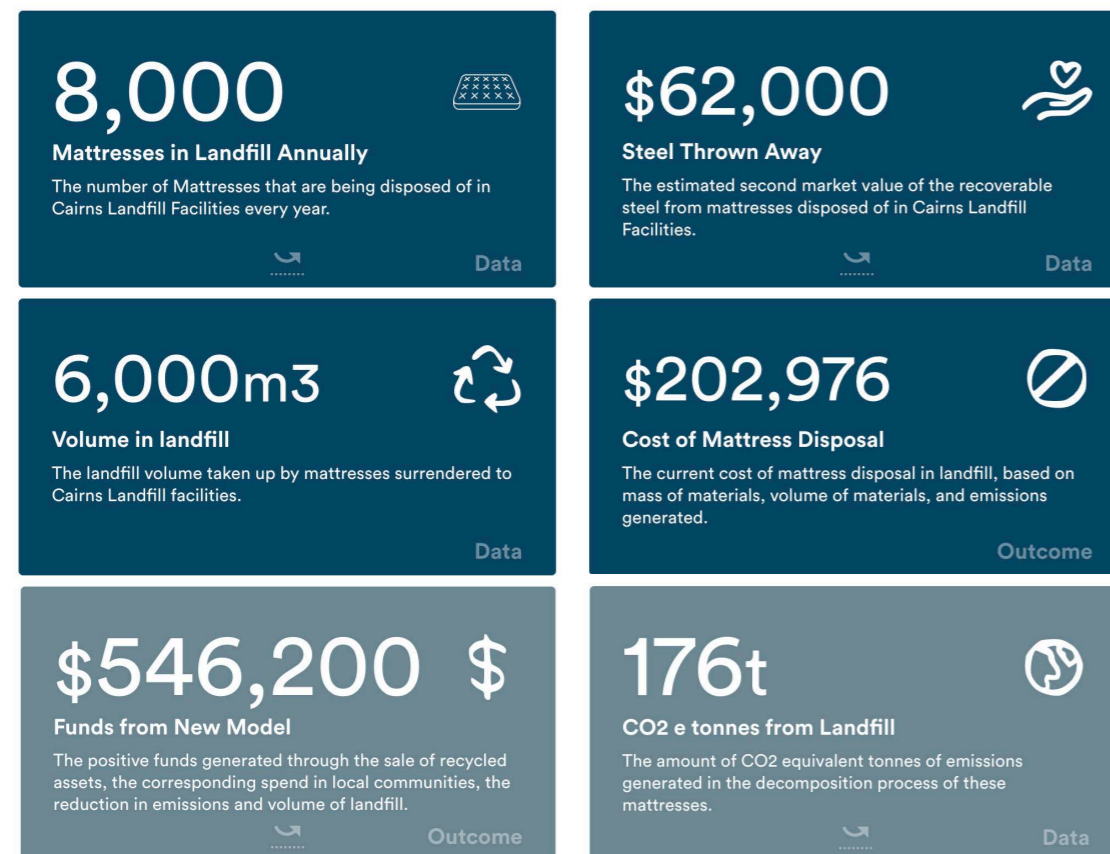 8,000
Mattresses in Landfill Annually
The number of Mattresses that are being disposed of in
Cairns Landfill Facilities every year.
Data
$62,000
Steel Thrown Away
The estimated second market value of the recoverable
steel from mattresses disposed of in Cairns Landfill
Facilities.
Data
6,000m3
Volume in landfill
The landfill volume taken up by mattresses surrendered to
Cairns Landfill facilities.
Data
$202,976
Cost of Mattress Disposal
The current cost of mattress disposal in landfill, based on
mass of materials, volume of materials, and emissions
generated.
Outcome
$546,200 $
Funds from New Model
The positive funds generated through the sale of recycled
assets, the corresponding spend in local communities, the
reduction in emissions and volume of landfill.
Outcome
176t
CO2 e tonnes from Landfill
The amount of CO2 equivalent tonnes of emissions
generated in the decomposition process of these
mattresses.
Data